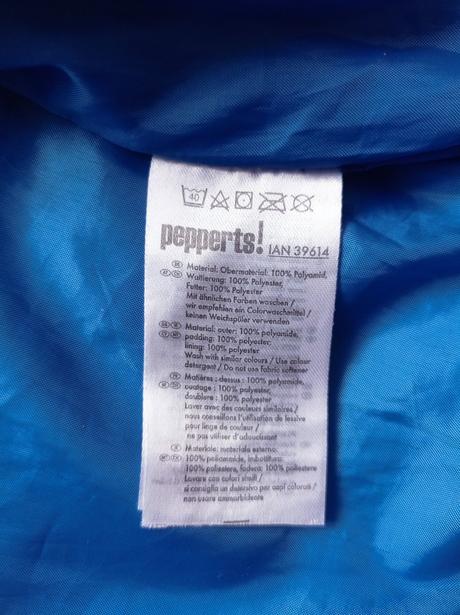 40
pepperts! IAN 39614
Material: Obermaterial: 100% Polyamid,
Wattierung: 100% Polyester,
Futter: 100% Polyester
Mit ähnlichen Farben waschen /
wir empfehlen ein Colorwaschmittel /
keinen Weichspüler verwenden
Material: outer: 100% polyamide,
padding: 100% polyester,
lining: 100% polyester
Wash with similar colours / Use colour
detergent / Do not use fabric softener
Matières : dessus : 100% polyamide,
ouatage : 100% polyester,
doublure : 100% polyester
Laver avec des couleurs similaires /
nous conseillons l'utilisation de lessive
pour linge de couleur /
ne pas utiliser d'adoucissant
Materiale: materiale esterno:
100% poliammide, imbottitura:
100% poliestere, fodera: 100% poliestere
Lavare con colori simili /
si consiglia un detersivo per capi colorati /
non usare ammorbidente